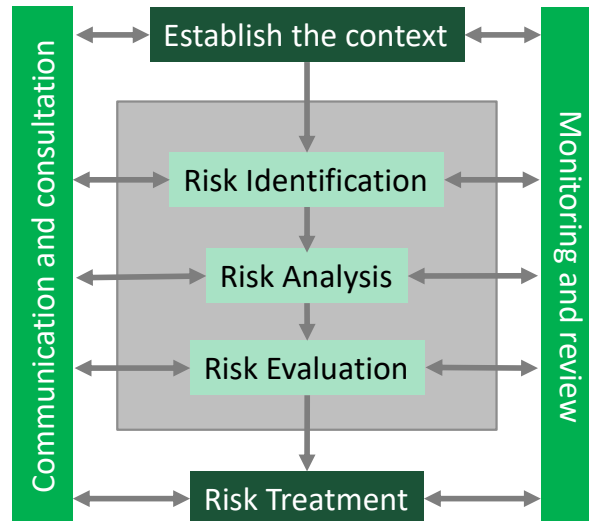 Establish the context
Communication and consultation
Monitoring and review
Risk Identification
Risk Analysis
Risk Evaluation
Risk Treatment